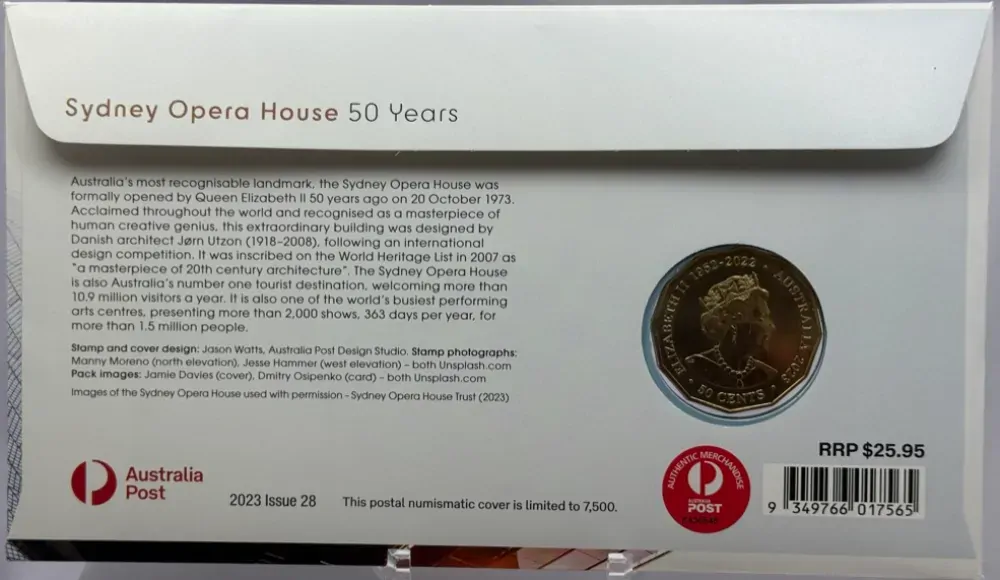 Sydney Opera House 50 Years
Australia's most recognisable landmark, the Sydney Opera House was
formally opened by Queen Elizabeth II 50 years ago on 20 October 1973.
Acclaimed throughout the world and recognised as a masterpiece of
human creative genius, this extraordinary building was designed by
Danish architect Jørn Utzon (1918–2008), following an international
design competition. It was inscribed on the World Heritage List in 2007 as
"a masterpiece of 20th century architecture". The Sydney Opera House
is also Australia's number one tourist destination, welcoming more than
10.9 million visitors a year. It is also one of the world's busiest performing
arts centres, presenting more than 2,000 shows, 363 days per year, for
more than 1.5 million people.
Stamp and cover design: Jason Watts, Australia Post Design Studio. Stamp photographs:
Manny Moreno (north elevation), Jesse Hammer (west elevation) – both Unsplash.com
Pack images: Jamie Davies (cover), Dmitry Osipenko (card) – both Unsplash.com
Images of the Sydney Opera House used with permission – Sydney Opera House Trust (2023)
ELIZABETH II 1952–2022 • AUSTRALIA 2023
• 50 CENTS •
Australia
Post
2023 Issue 28
This postal numismatic cover is limited to 7,500.
AUTHENTIC MERCHANDISE
AUSTRALIA
POST
RRP $25.95
9 349766 017565